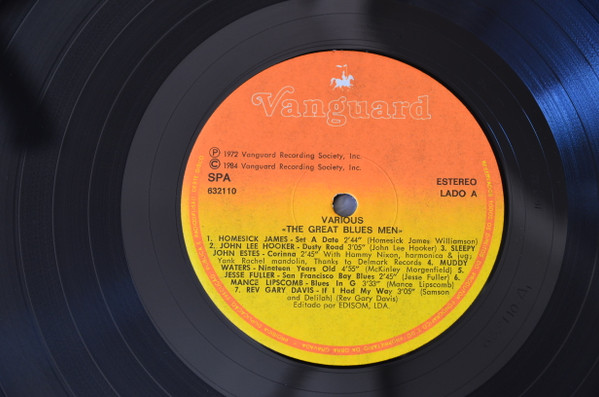 Vanguard
Ⓟ 1972 Vanguard Recording Society, Inc.
© 1984 Vanguard Recording Society, Inc.
SPA
632110
ESTEREO
LADO A
VARIOUS
«THE GREAT BLUES MEN»
1. HOMESICK JAMES - Set A Date 2'44" (Homesick James Williamson)
2. JOHN LEE HOOKER - Dusty Road 3'05" (John Lee Hooker) 3. SLEEPY
JOHN ESTES - Corinna 2'45" With Hammy Nixon, harmonica & jug;
Yank Rachel mandolin, Thanks to Delmark Records 4. MUDDY
WATERS - Nineteen Years Old 4'35" (McKinley Morgenfield) 5.
JESSE FULLER - San Francisco Bay Blues 2'45" (Jesse Fuller) 6.
MANCE LIPSCOMB - Blues In G 3'33" (Mance Lipscomb)
7. REV GARY DAVIS - If I Had My Way 3'05" (Samson
and Delilah) (Rev Gary Davis)
Editado por EDISOM, LDA.